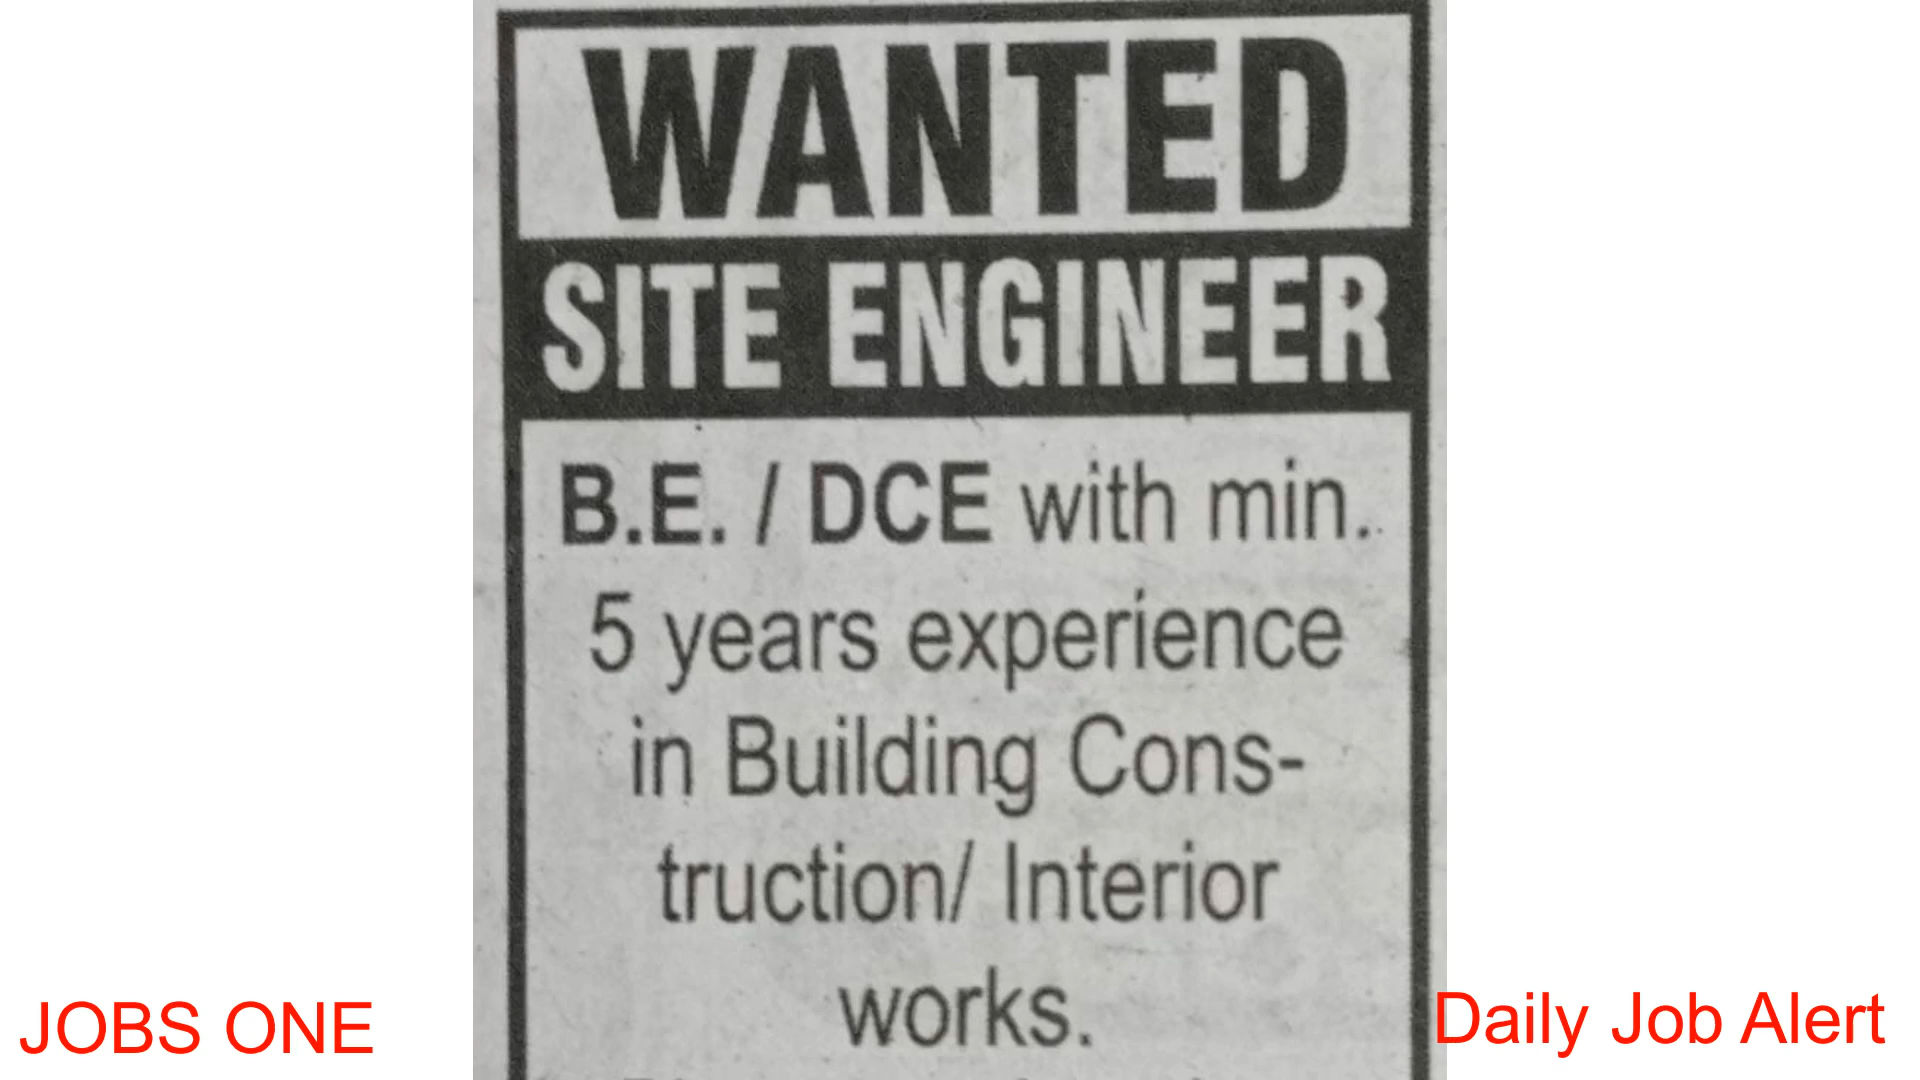 WANTED
SITE ENGINEER
B.E. / DCE with min.
5 years experience
in Building Cons-
truction/ Interior
works.
JOBS ONE
Daily Job Alert